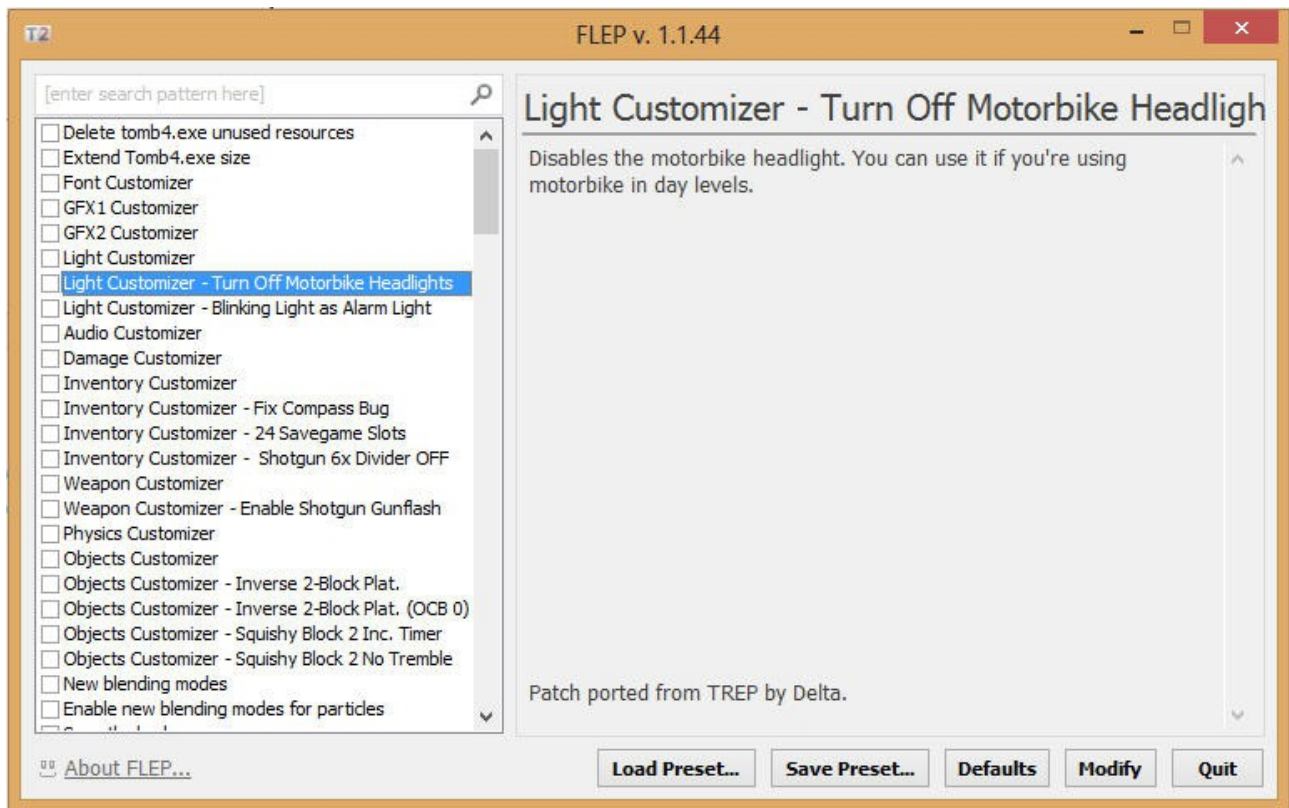 T2
FLEP v. 1.1.44
[enter search pattern here]
Delete tomb4.exe unused resources
Extend Tomb4.exe size
Font Customizer
GFX1 Customizer
GFX2 Customizer
Light Customizer
Light Customizer - Turn Off Motorbike Headlights
Light Customizer - Blinking Light as Alarm Light
Audio Customizer
Damage Customizer
Inventory Customizer
Inventory Customizer - Fix Compass Bug
Inventory Customizer - 24 Savegame Slots
Inventory Customizer -  Shotgun 6x Divider OFF
Weapon Customizer
Weapon Customizer - Enable Shotgun Gunflash
Physics Customizer
Objects Customizer
Objects Customizer - Inverse 2-Block Plat.
Objects Customizer - Inverse 2-Block Plat. (OCB 0)
Objects Customizer - Squishy Block 2 Inc. Timer
Objects Customizer - Squishy Block 2 No Tremble
New blending modes
Enable new blending modes for particles
Light Customizer - Turn Off Motorbike Headligh
Disables the motorbike headlight. You can use it if you're using
motorbike in day levels.
Patch ported from TREP by Delta.
About FLEP...
Load Preset...
Save Preset...
Defaults
Modify
Quit